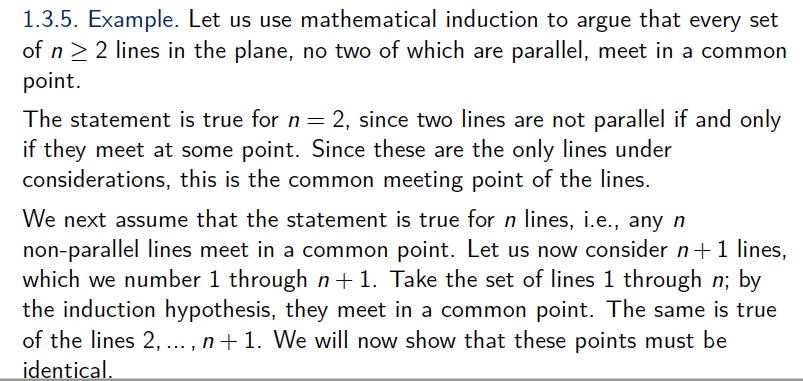 1.3.5. Example. Let us use mathematical induction to argue that every set
of n ≥ 2 lines in the plane, no two of which are parallel, meet in a common
point.
The statement is true for n = 2, since two lines are not parallel if and only
if they meet at some point. Since these are the only lines under
considerations, this is the common meeting point of the lines.
We next assume that the statement is true for n lines, i.e., any n
non-parallel lines meet in a common point. Let us now consider n + 1 lines,
which we number 1 through n + 1. Take the set of lines 1 through n; by
the induction hypothesis, they meet in a common point. The same is true
of the lines 2, ... , n + 1. We will now show that these points must be
identical.